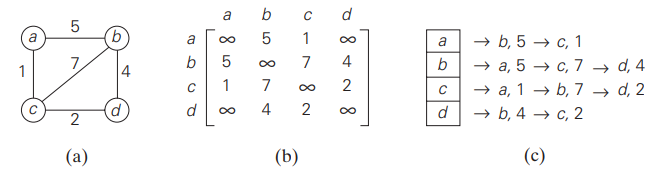 5
a b
7
1 4
c d
2
(a)
a b c d
a ∞ 5 1 ∞
b 5 ∞ 7 4
c 1 7 ∞ 2
d ∞ 4 2 ∞
(b)
a → b, 5 → c, 1
b → a, 5 → c, 7 → d, 4
c → a, 1 → b, 7 → d, 2
d → b, 4 → c, 2
(c)